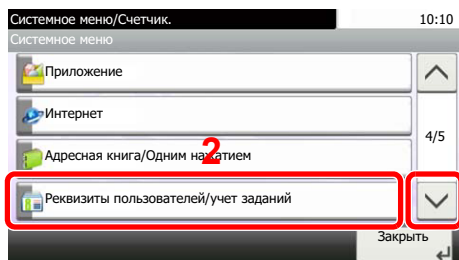 Системное меню/Счетчик. 10:10
Системное меню
Приложение
Интернет
4/5
Адресная книга/Одним нажатием
2
Реквизиты пользователей/учет заданий
Закрыть